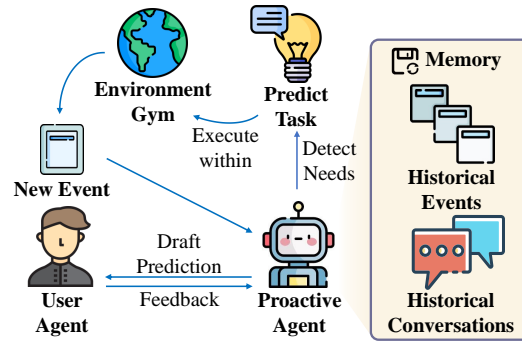 Environment
Gym
Predict
Task
Execute
within
Detect
Needs
New Event
User
Agent
Draft
Prediction
Feedback
Proactive
Agent
Memory
Historical
Events
Historical
Conversations